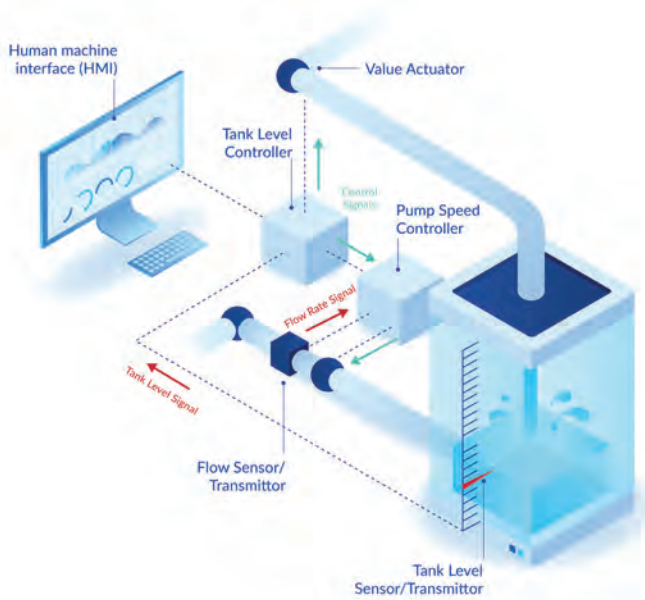 Human machine
interface (HMI)
Value Actuator
Tank Level
Controller
Control
Signals
Pump Speed
Controller
Flow Rate Signal
Tank Level Signal
Flow Sensor/
Transmittor
Tank Level
Sensor/Transmittor